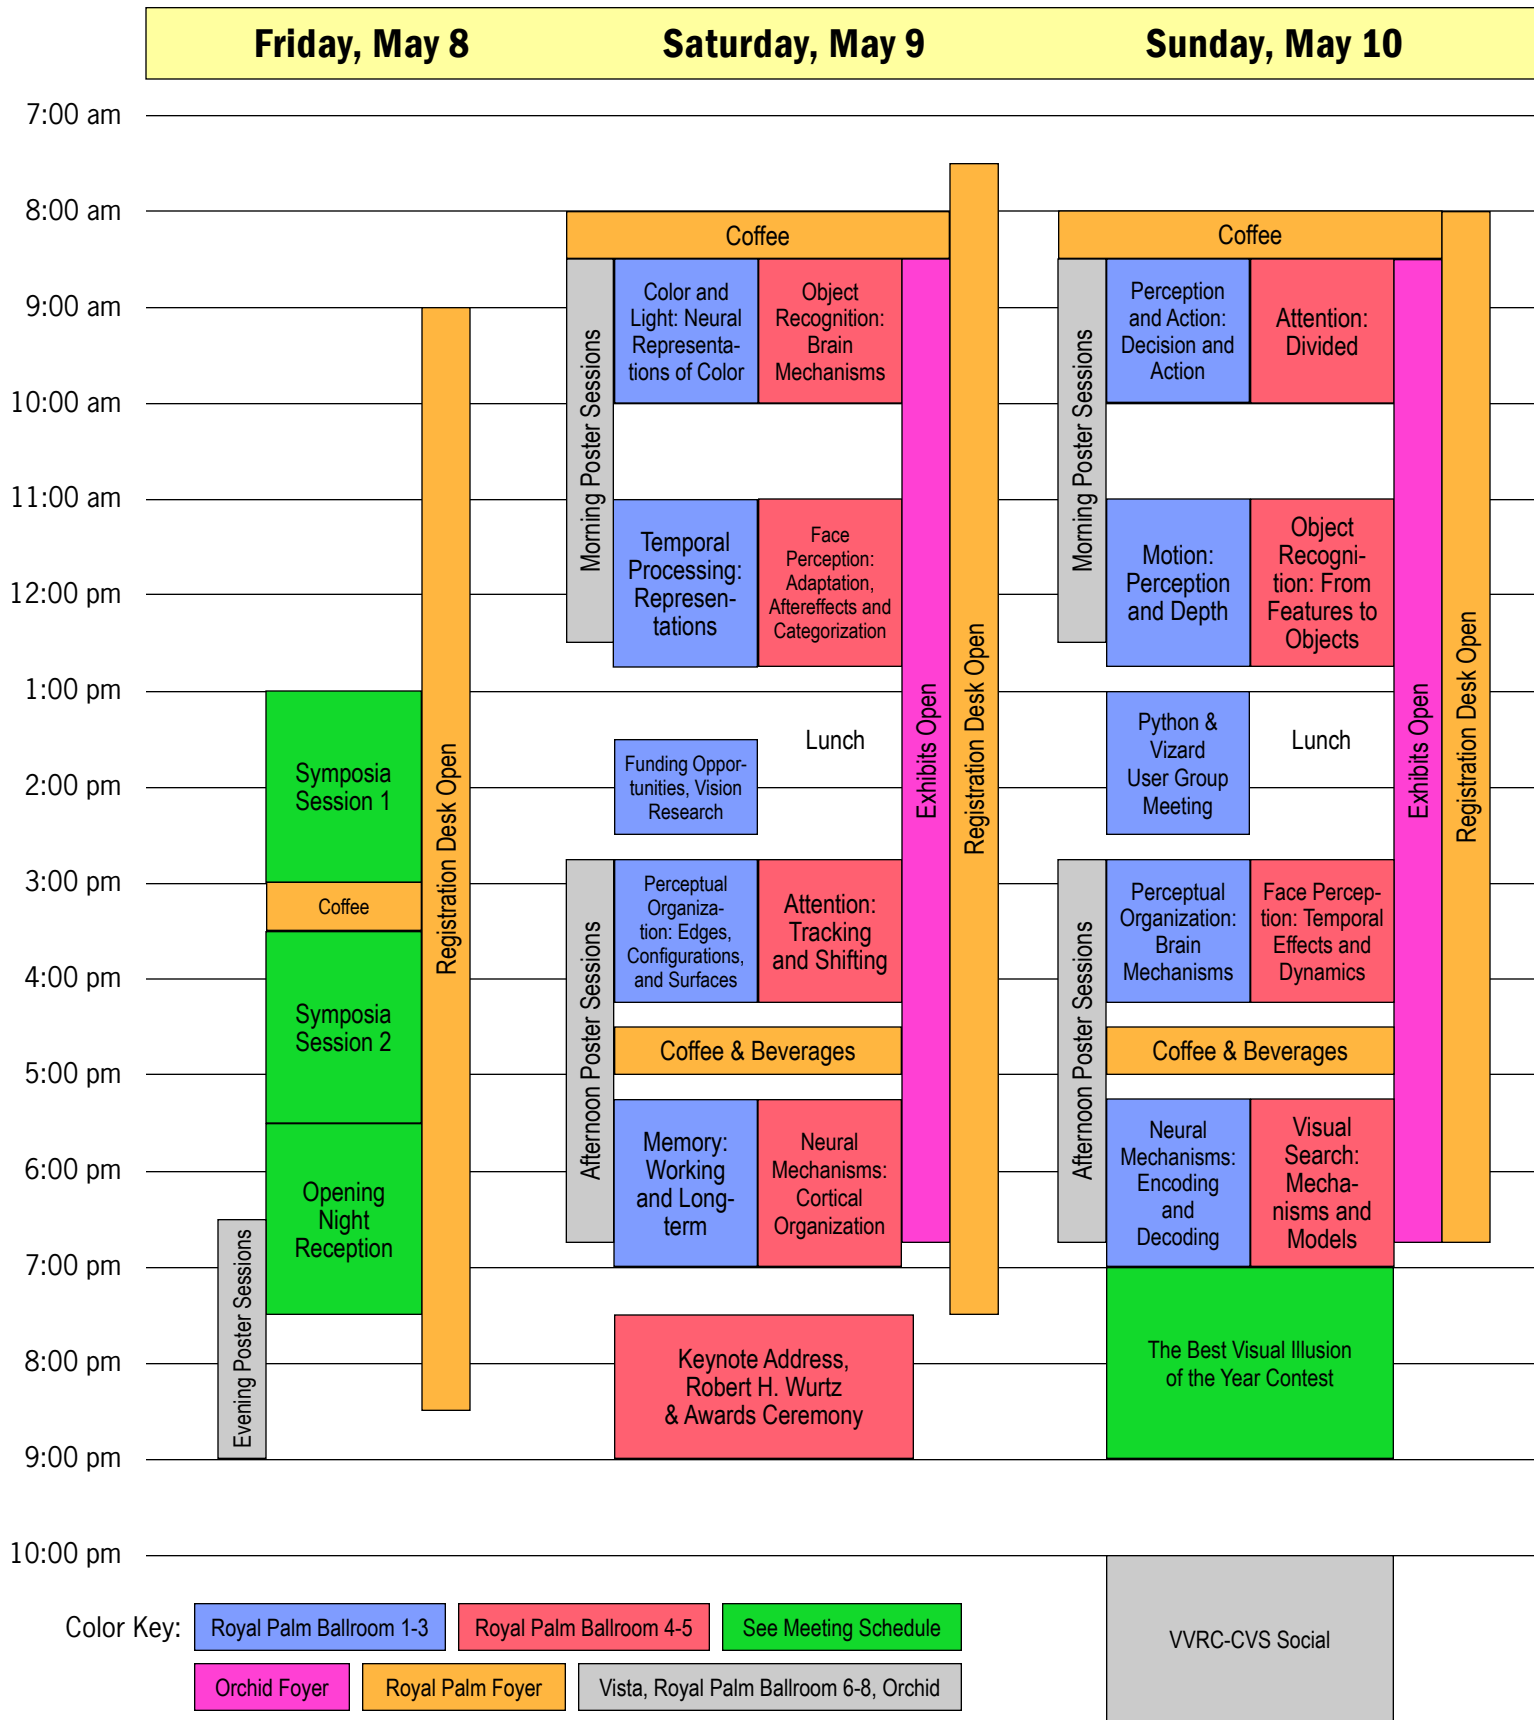 Friday, May 8
Saturday, May 9
Sunday, May 10
7:00 am
8:00 am
9:00 am
10:00 am
11:00 am
12:00 pm
1:00 pm
2:00 pm
3:00 pm
4:00 pm
5:00 pm
6:00 pm
7:00 pm
8:00 pm
9:00 pm
10:00 pm
Symposia
Session 1
Coffee
Symposia
Session 2
Opening
Night
Reception
Evening Poster Sessions
Registration Desk Open
Coffee
Morning Poster Sessions
Color and
Light: Neural
Representa-
tions of Color
Object
Recognition:
Brain
Mechanisms
Temporal
Processing:
Represen-
tations
Face
Perception:
Adaptation,
Aftereffects and
Categorization
Lunch
Funding Oppor-
tunities, Vision
Research
Afternoon Poster Sessions
Perceptual
Organiza-
tion: Edges,
Configurations,
and Surfaces
Attention:
Tracking
and Shifting
Coffee & Beverages
Memory:
Working
and Long-
term
Neural
Mechanisms:
Cortical
Organization
Exhibits Open
Registration Desk Open
Keynote Address,
Robert H. Wurtz
& Awards Ceremony
Coffee
Morning Poster Sessions
Perception
and Action:
Decision and
Action
Attention:
Divided
Motion:
Perception
and Depth
Object
Recogni-
tion: From
Features to
Objects
Python &
Vizard
User Group
Meeting
Lunch
Afternoon Poster Sessions
Perceptual
Organization:
Brain
Mechanisms
Face Percep-
tion: Temporal
Effects and
Dynamics
Coffee & Beverages
Neural
Mechanisms:
Encoding
and
Decoding
Visual
Search:
Mecha-
nisms and
Models
Exhibits Open
Registration Desk Open
The Best Visual Illusion
of the Year Contest
VVRC-CVS Social
Color Key:
Royal Palm Ballroom 1-3
Royal Palm Ballroom 4-5
See Meeting Schedule
Orchid Foyer
Royal Palm Foyer
Vista, Royal Palm Ballroom 6-8, Orchid